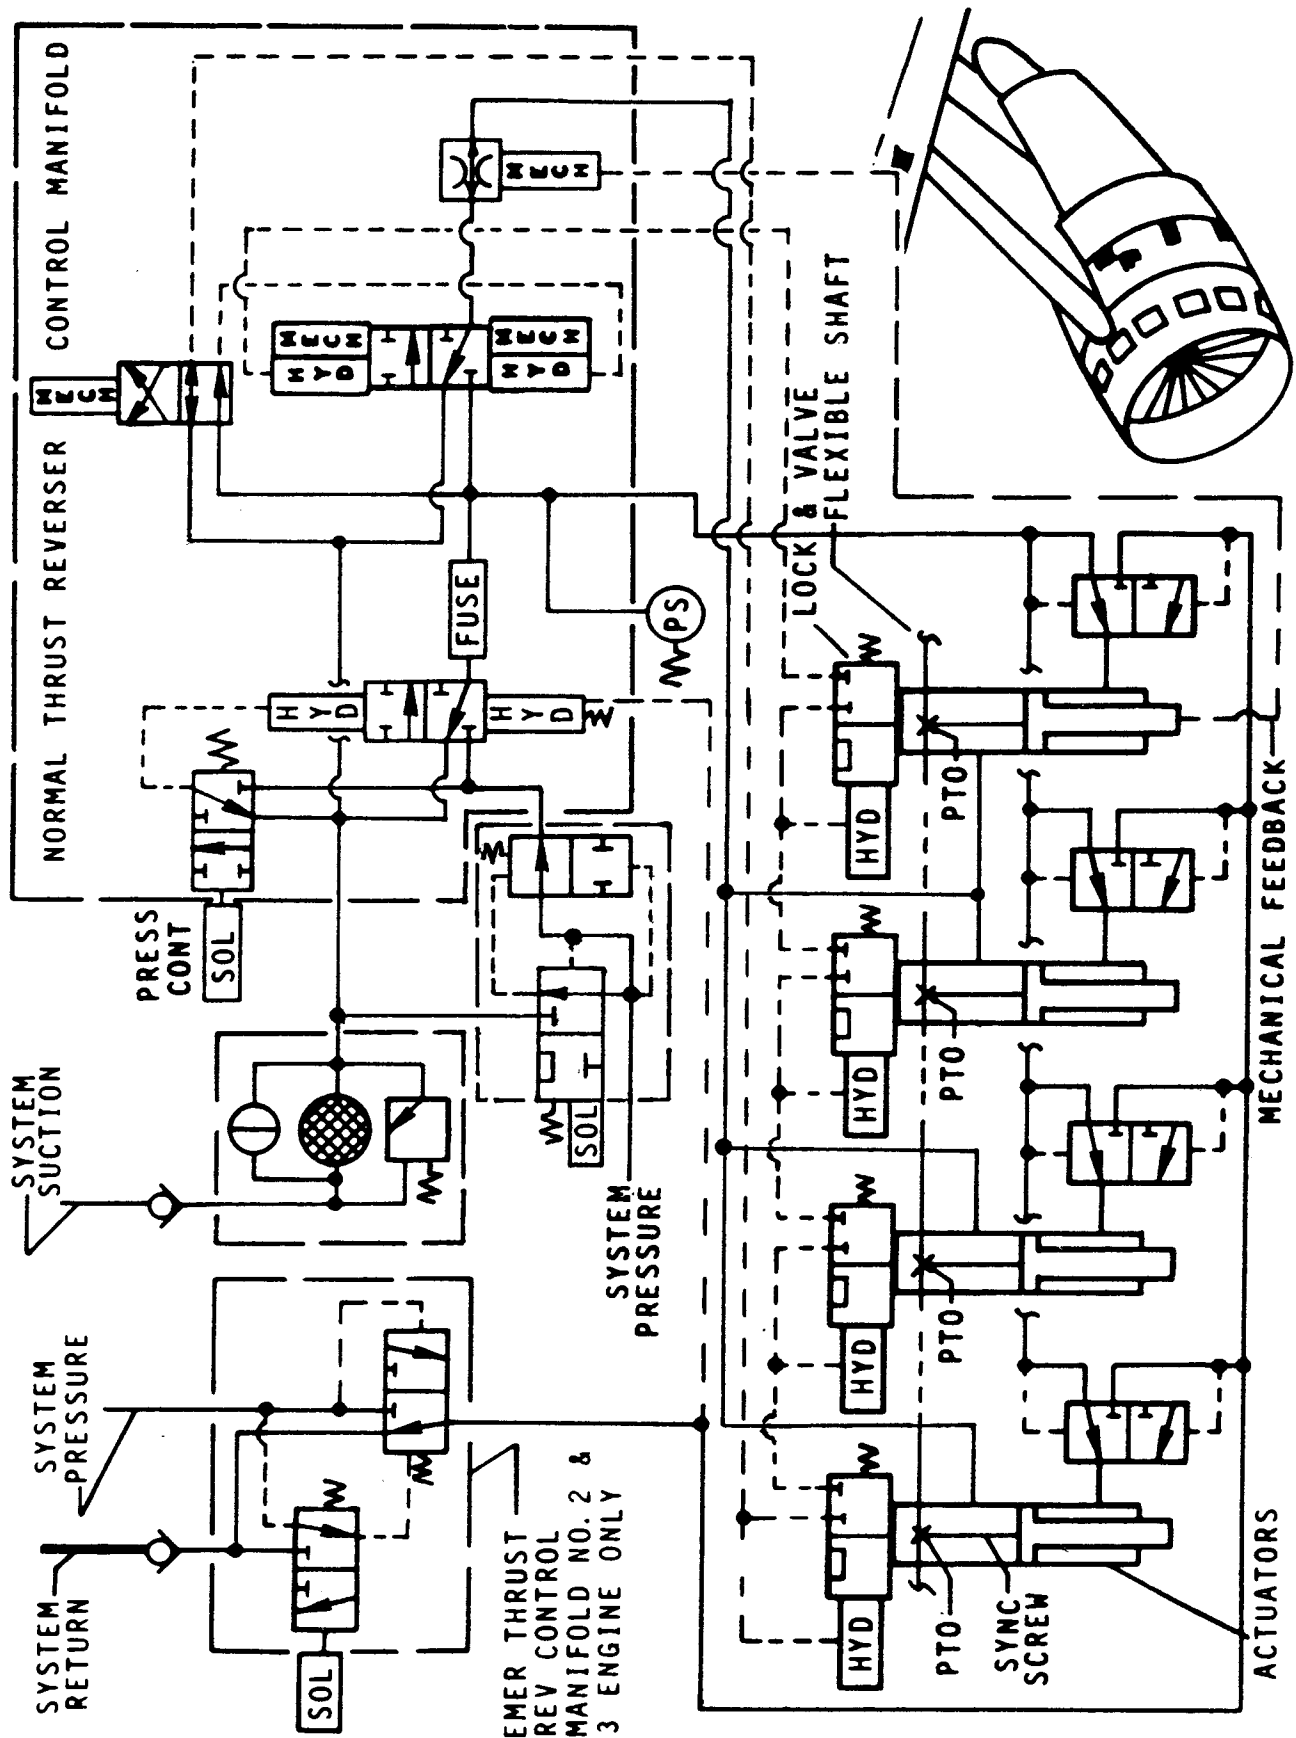 NORMAL THRUST REVERSER CONTROL MANIFOLD
MECH
MECH
MECH
HYD
MECH
HYD
PRESS
CONT
SOL
HYD
HYD
FUSE
PS
SYSTEM
SUCTION
SOL
SYSTEM
PRESSURE
SYSTEM
PRESSURE
SYSTEM
RETURN
SOL
EMER THRUST
REV CONTROL
MANIFOLD NO. 2 &
3 ENGINE ONLY
LOCK & VALVE
FLEXIBLE SHAFT
HYD
PTO
HYD
PTO
HYD
PTO
HYD
PTO
SYNC
SCREW
ACTUATORS
MECHANICAL FEEDBACK